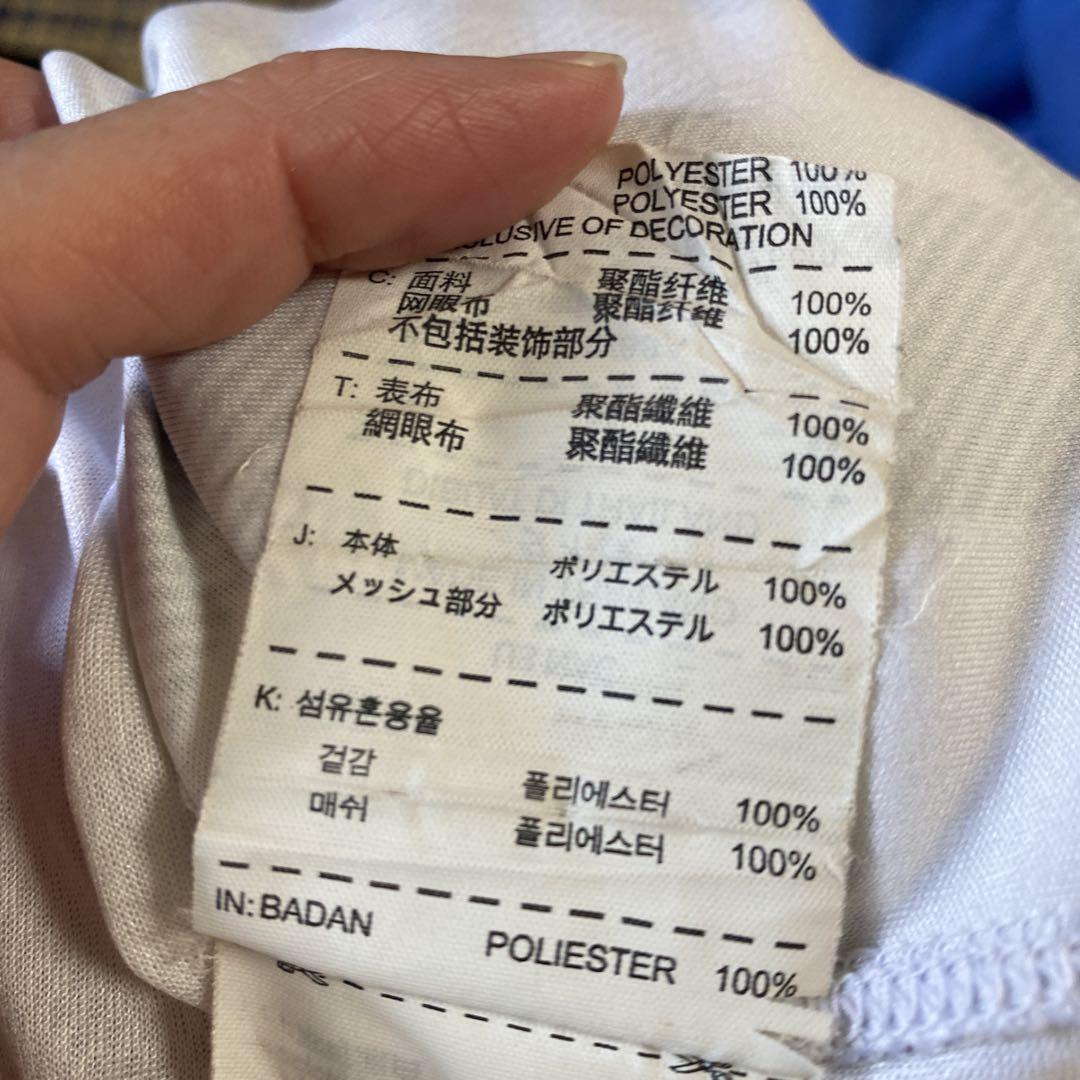 POLYESTER 100%
POLYESTER 100%
EXCLUSIVE OF DECORATION
C: 面料 聚酯纤维 100%
网眼布 聚酯纤维 100%
不包括装饰部分
T: 表布 聚酯纖維 100%
網眼布 聚酯纖維 100%
J: 本体 ポリエステル 100%
メッシュ部分 ポリエステル 100%
K: 섬유혼용율
겉감 폴리에스터 100%
매쉬 폴리에스터 100%
IN: BADAN
POLIESTER 100%